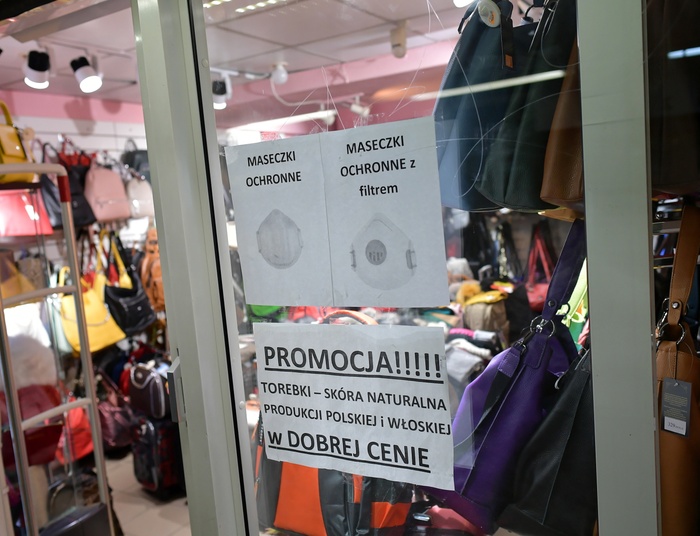 MASECZKI
OCHRONNE
MASECZKI
OCHRONNE z
filtrem
PROMOCJA!!!!!
TOREBKI – SKÓRA NATURALNA
PRODUKCJI POLSKIEJ i WŁOSKIEJ
w DOBREJ CENIE